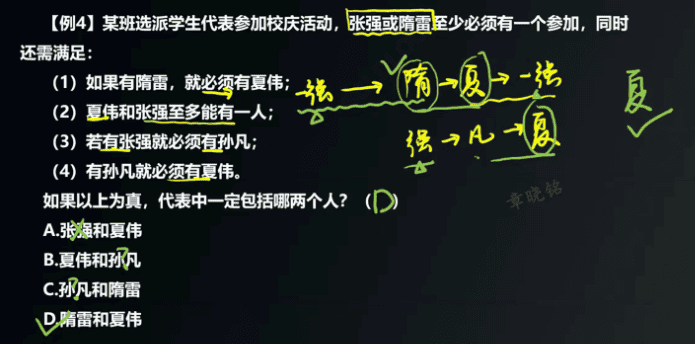 【例4】某班选派学生代表参加校庆活动，张强或隋雷至少必须有一个参加，同时
还需满足：
（1）如果有隋雷，就必须有夏伟；
（2）夏伟和张强至多能有一人；
（3）若有张强就必须有孙凡；
（4）有孙凡就必须有夏伟。
-强→隋→夏→-强
强→凡→夏
夏
如果以上为真，代表中一定包括哪两个人？（D）
章晓铭
A.张强和夏伟
B.夏伟和孙凡
C.孙凡和隋雷
D.隋雷和夏伟